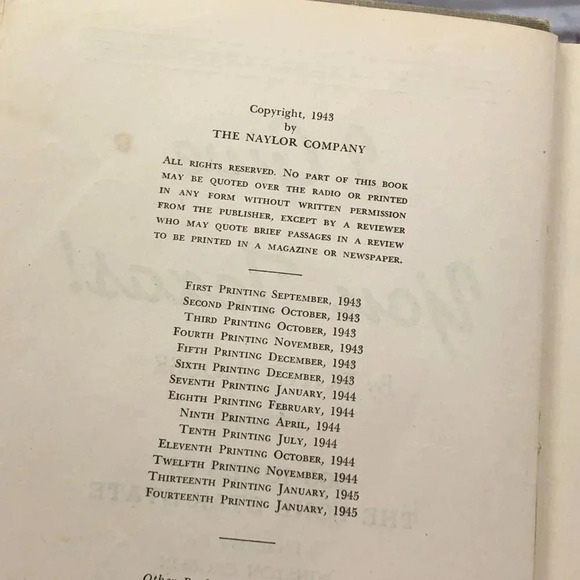 Copyright, 1943
by
THE NAYLOR COMPANY
ALL RIGHTS RESERVED. NO PART OF THIS BOOK
MAY BE QUOTED OVER THE RADIO OR PRINTED
IN ANY FORM WITHOUT WRITTEN PERMISSION
FROM THE PUBLISHER, EXCEPT BY A REVIEWER
WHO MAY QUOTE BRIEF PASSAGES IN A REVIEW
TO BE PRINTED IN A MAGAZINE OR NEWSPAPER.
FIRST PRINTING SEPTEMBER, 1943
SECOND PRINTING OCTOBER, 1943
THIRD PRINTING OCTOBER, 1943
FOURTH PRINTING NOVEMBER, 1943
FIFTH PRINTING DECEMBER, 1943
SIXTH PRINTING DECEMBER, 1943
SEVENTH PRINTING JANUARY, 1944
EIGHTH PRINTING FEBRUARY, 1944
NINTH PRINTING APRIL, 1944
TENTH PRINTING JULY, 1944
ELEVENTH PRINTING OCTOBER, 1944
TWELFTH PRINTING NOVEMBER, 1944
THIRTEENTH PRINTING JANUARY, 1945
FOURTEENTH PRINTING JANUARY, 1945
Other